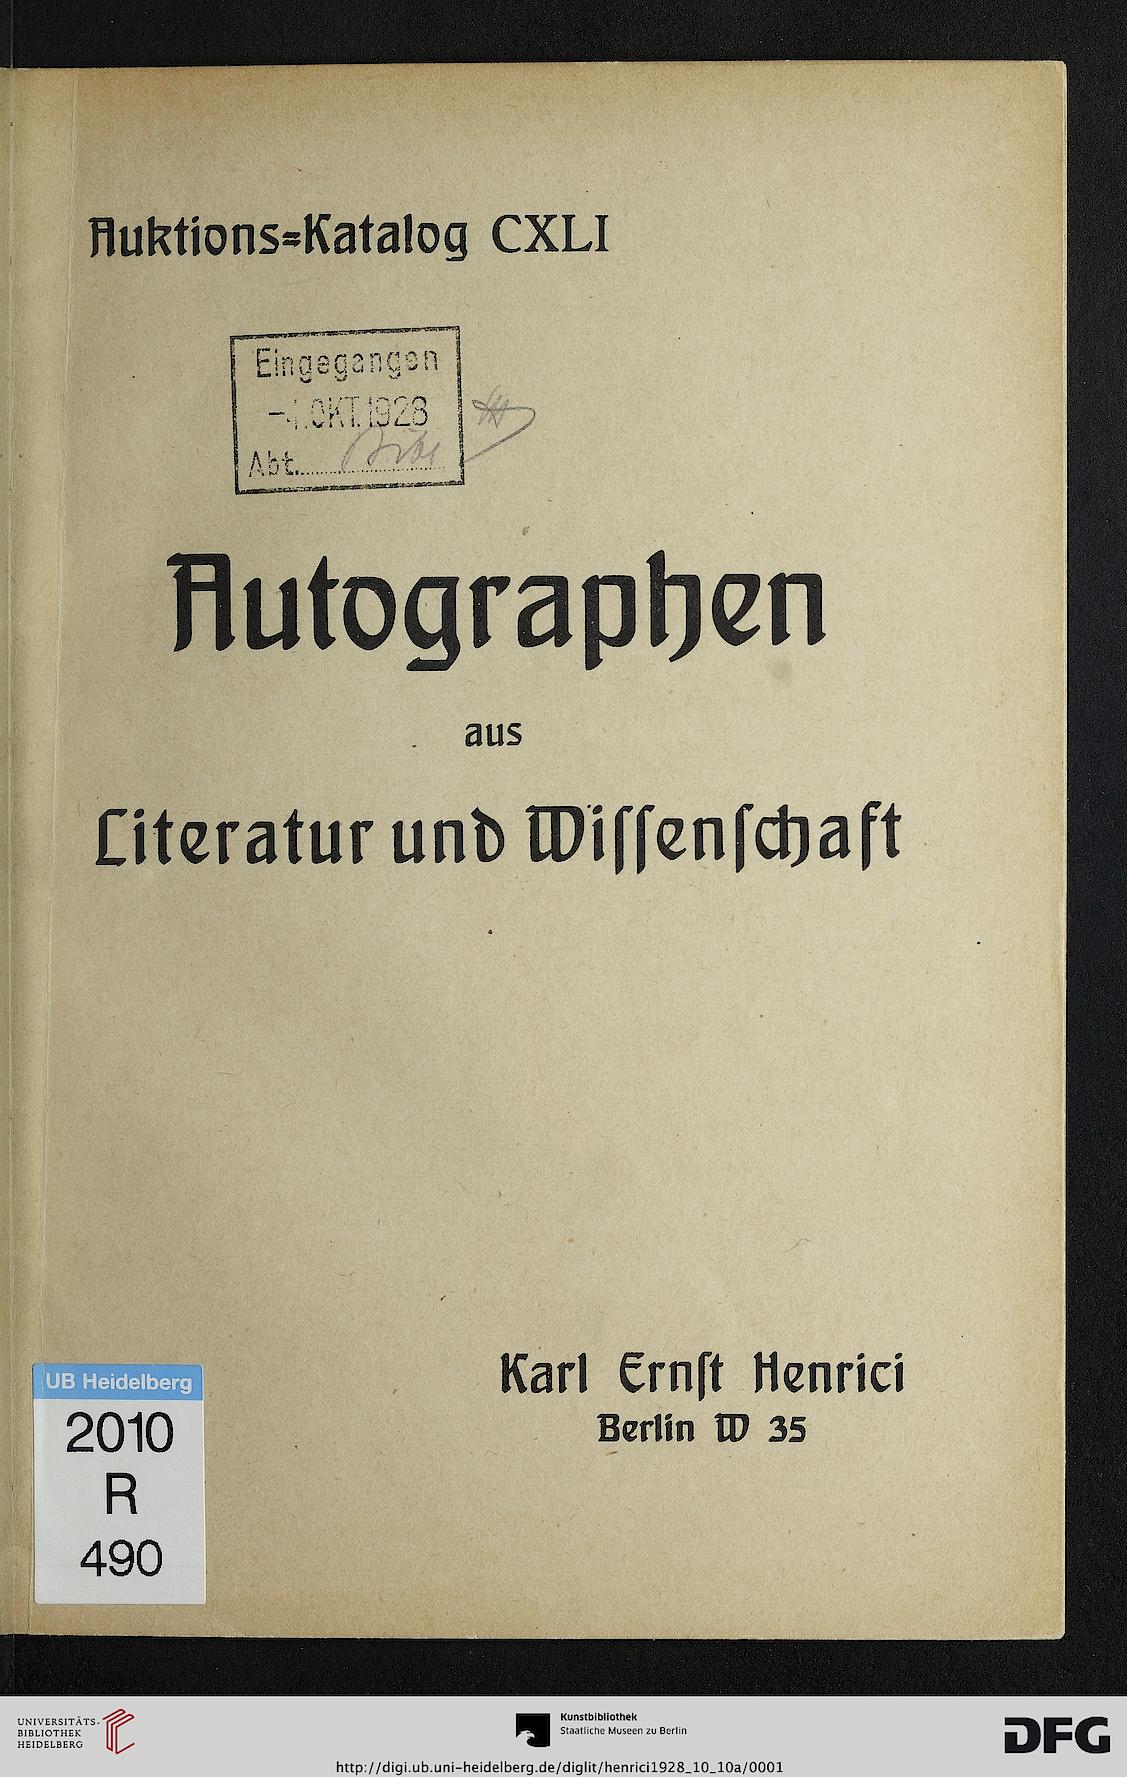 Auktions=Katalog CXLI
Eingegangen
-4.OKT.1928
Abt.
Autographen
aus
Literatur und Wiſſenſchaft
Karl Ernſt Henrici
Berlin W 35
UB Heidelberg
2010
R
490
UNIVERSITÄTS-
BIBLIOTHEK
HEIDELBERG
Kunstbibliothek
Staatliche Museen zu Berlin
DFG
http://digi.ub.uni-heidelberg.de/diglit/henrici1928_10_10a/0001